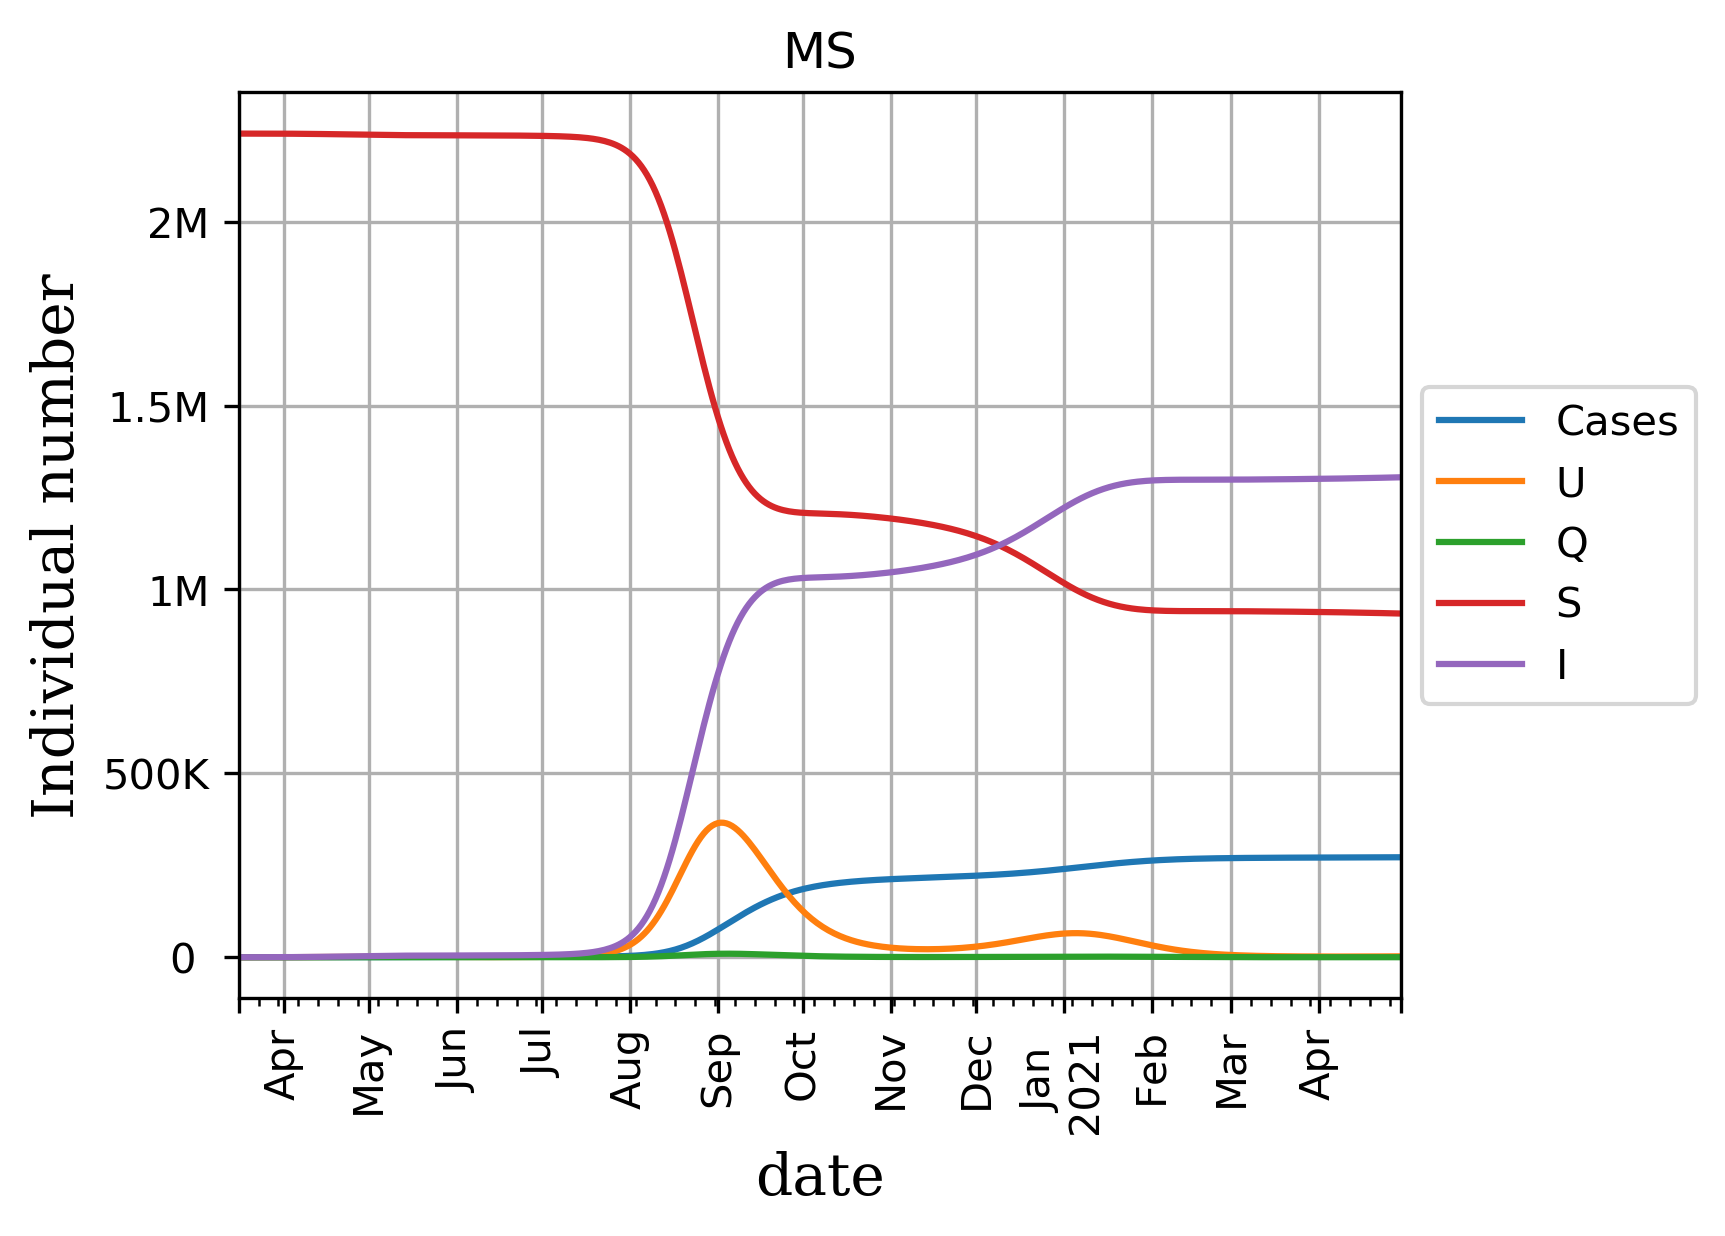 MS
Individual number
2M
1.5M
1M
500K
0
Apr
May
Jun
Jul
Aug
Sep
Oct
Nov
Dec
Jan
2021
Feb
Mar
Apr
date
Cases
U
Q
S
I